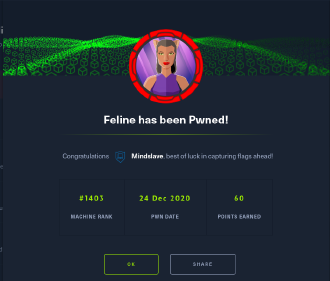 Feline has been Pwned!
Congratulations Mindslave, best of luck in capturing flags ahead!
#1403 24 Dec 2020 60
MACHINE RANK PWN DATE POINTS EARNED
OK SHARE